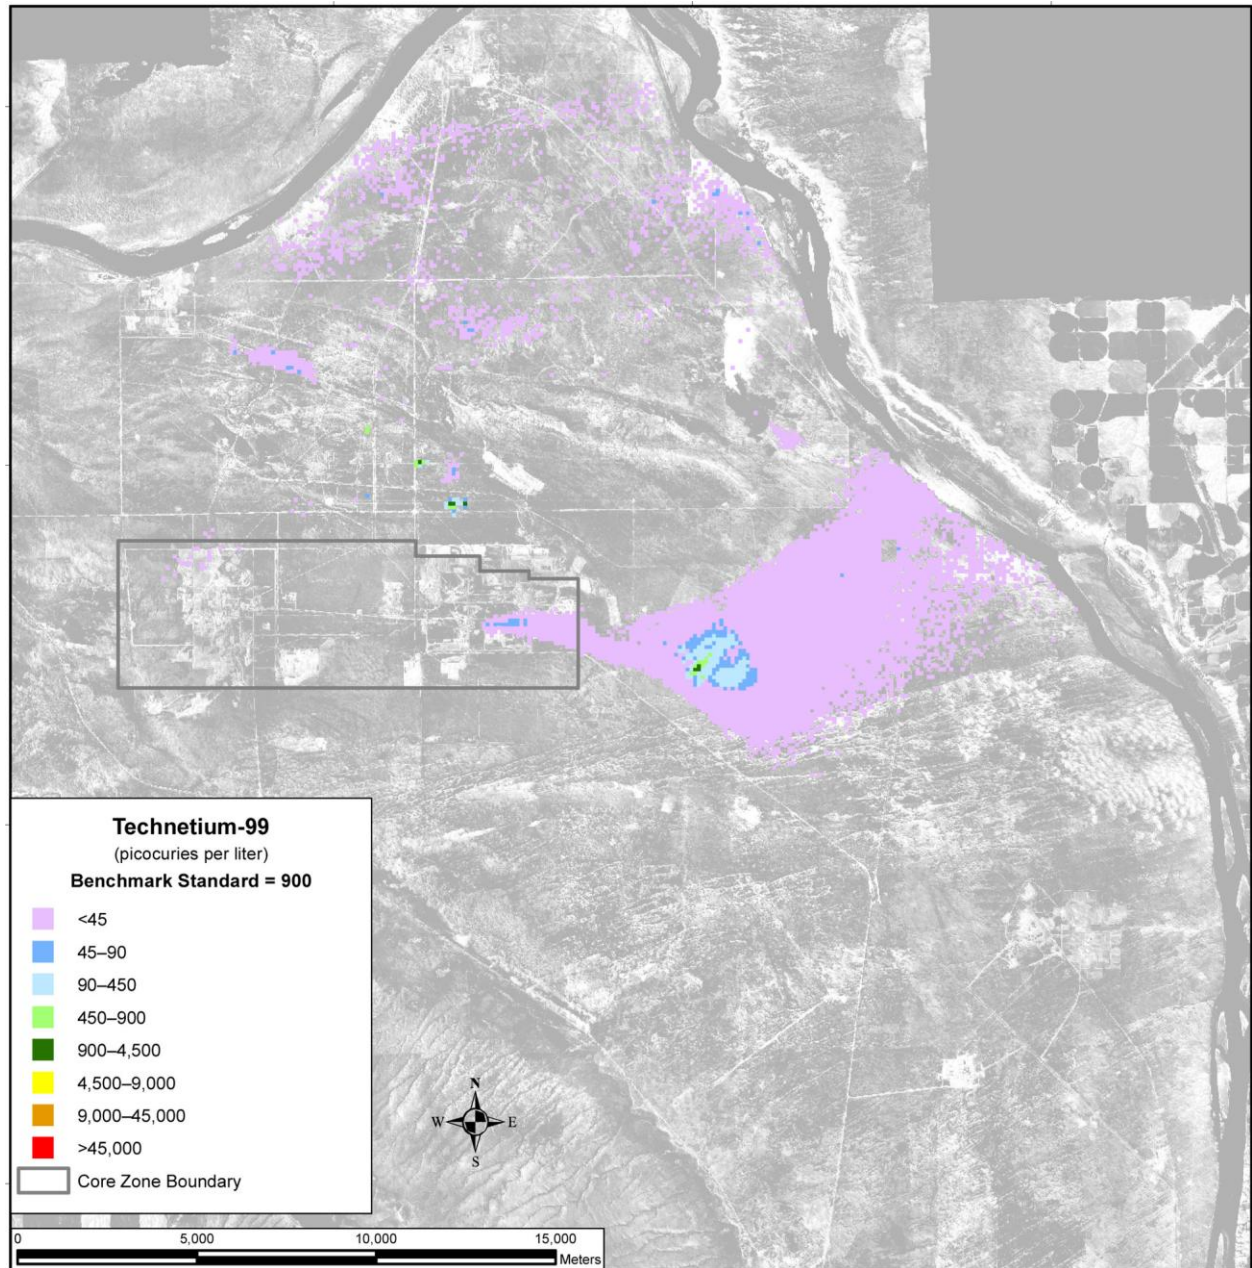 Technetium-99
(picocuries per liter)
Benchmark Standard = 900
<45
45–90
90–450
450–900
900–4,500
4,500–9,000
9,000–45,000
>45,000
Core Zone Boundary
N
W E
S
0 5,000 10,000 15,000
Meters